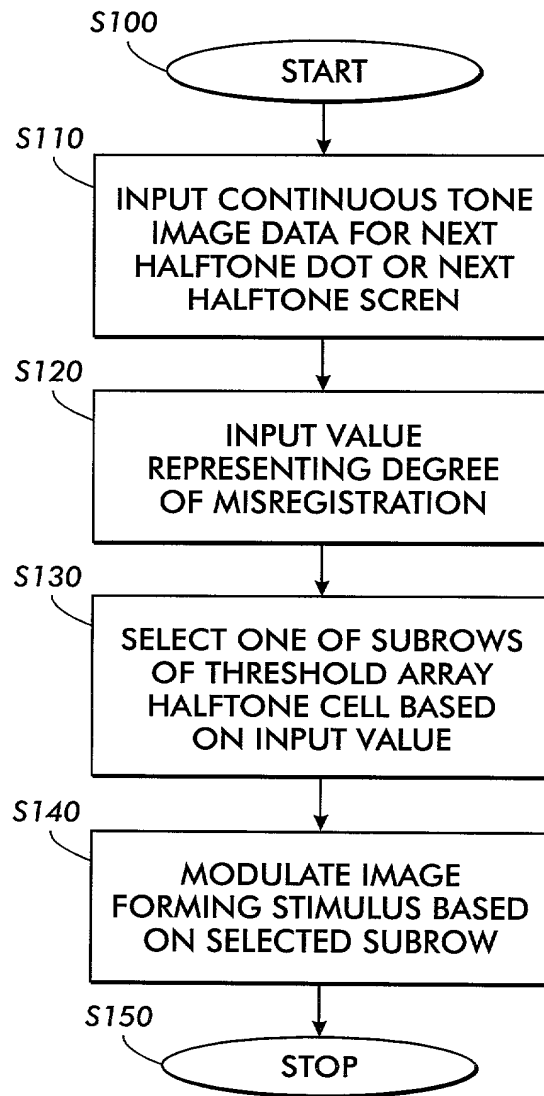 S100
START
S110
INPUT CONTINUOUS TONE
IMAGE DATA FOR NEXT
HALFTONE DOT OR NEXT
HALFTONE SCREN
S120
INPUT VALUE
REPRESENTING DEGREE
OF MISREGISTRATION
S130
SELECT ONE OF SUBROWS
OF THRESHOLD ARRAY
HALFTONE CELL BASED
ON INPUT VALUE
S140
MODULATE IMAGE
FORMING STIMULUS BASED
ON SELECTED SUBROW
S150
STOP